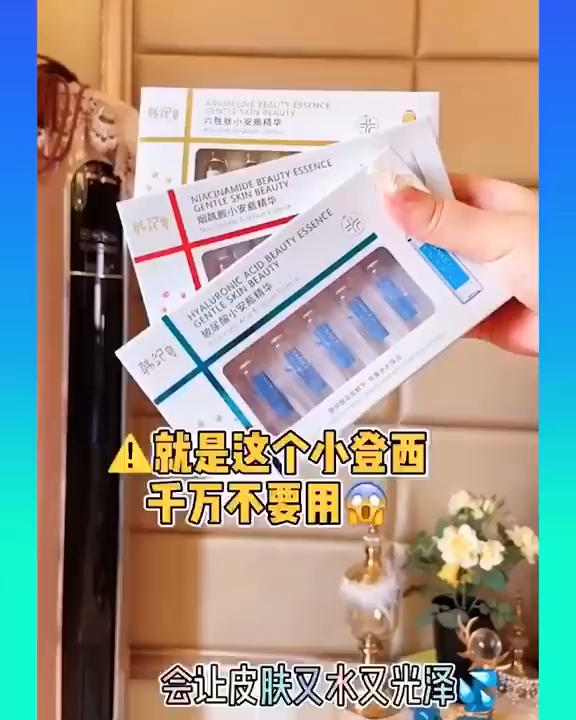 韩纪
ARGIRELINE BEAUTY ESSENCE
GENTLE SKIN BEAUTY
六胜肽小安瓶精华
韩纪
NIACINAMIDE BEAUTY ESSENCE
GENTLE SKIN BEAUTY
烟酰胺小安瓶精华
韩纪
HYALURONIC ACID BEAUTY ESSENCE
GENTLE SKIN BEAUTY
玻尿酸小安瓶精华
⚠️就是这个小登西
千万不要用😱
会让皮肤又水又光泽💦